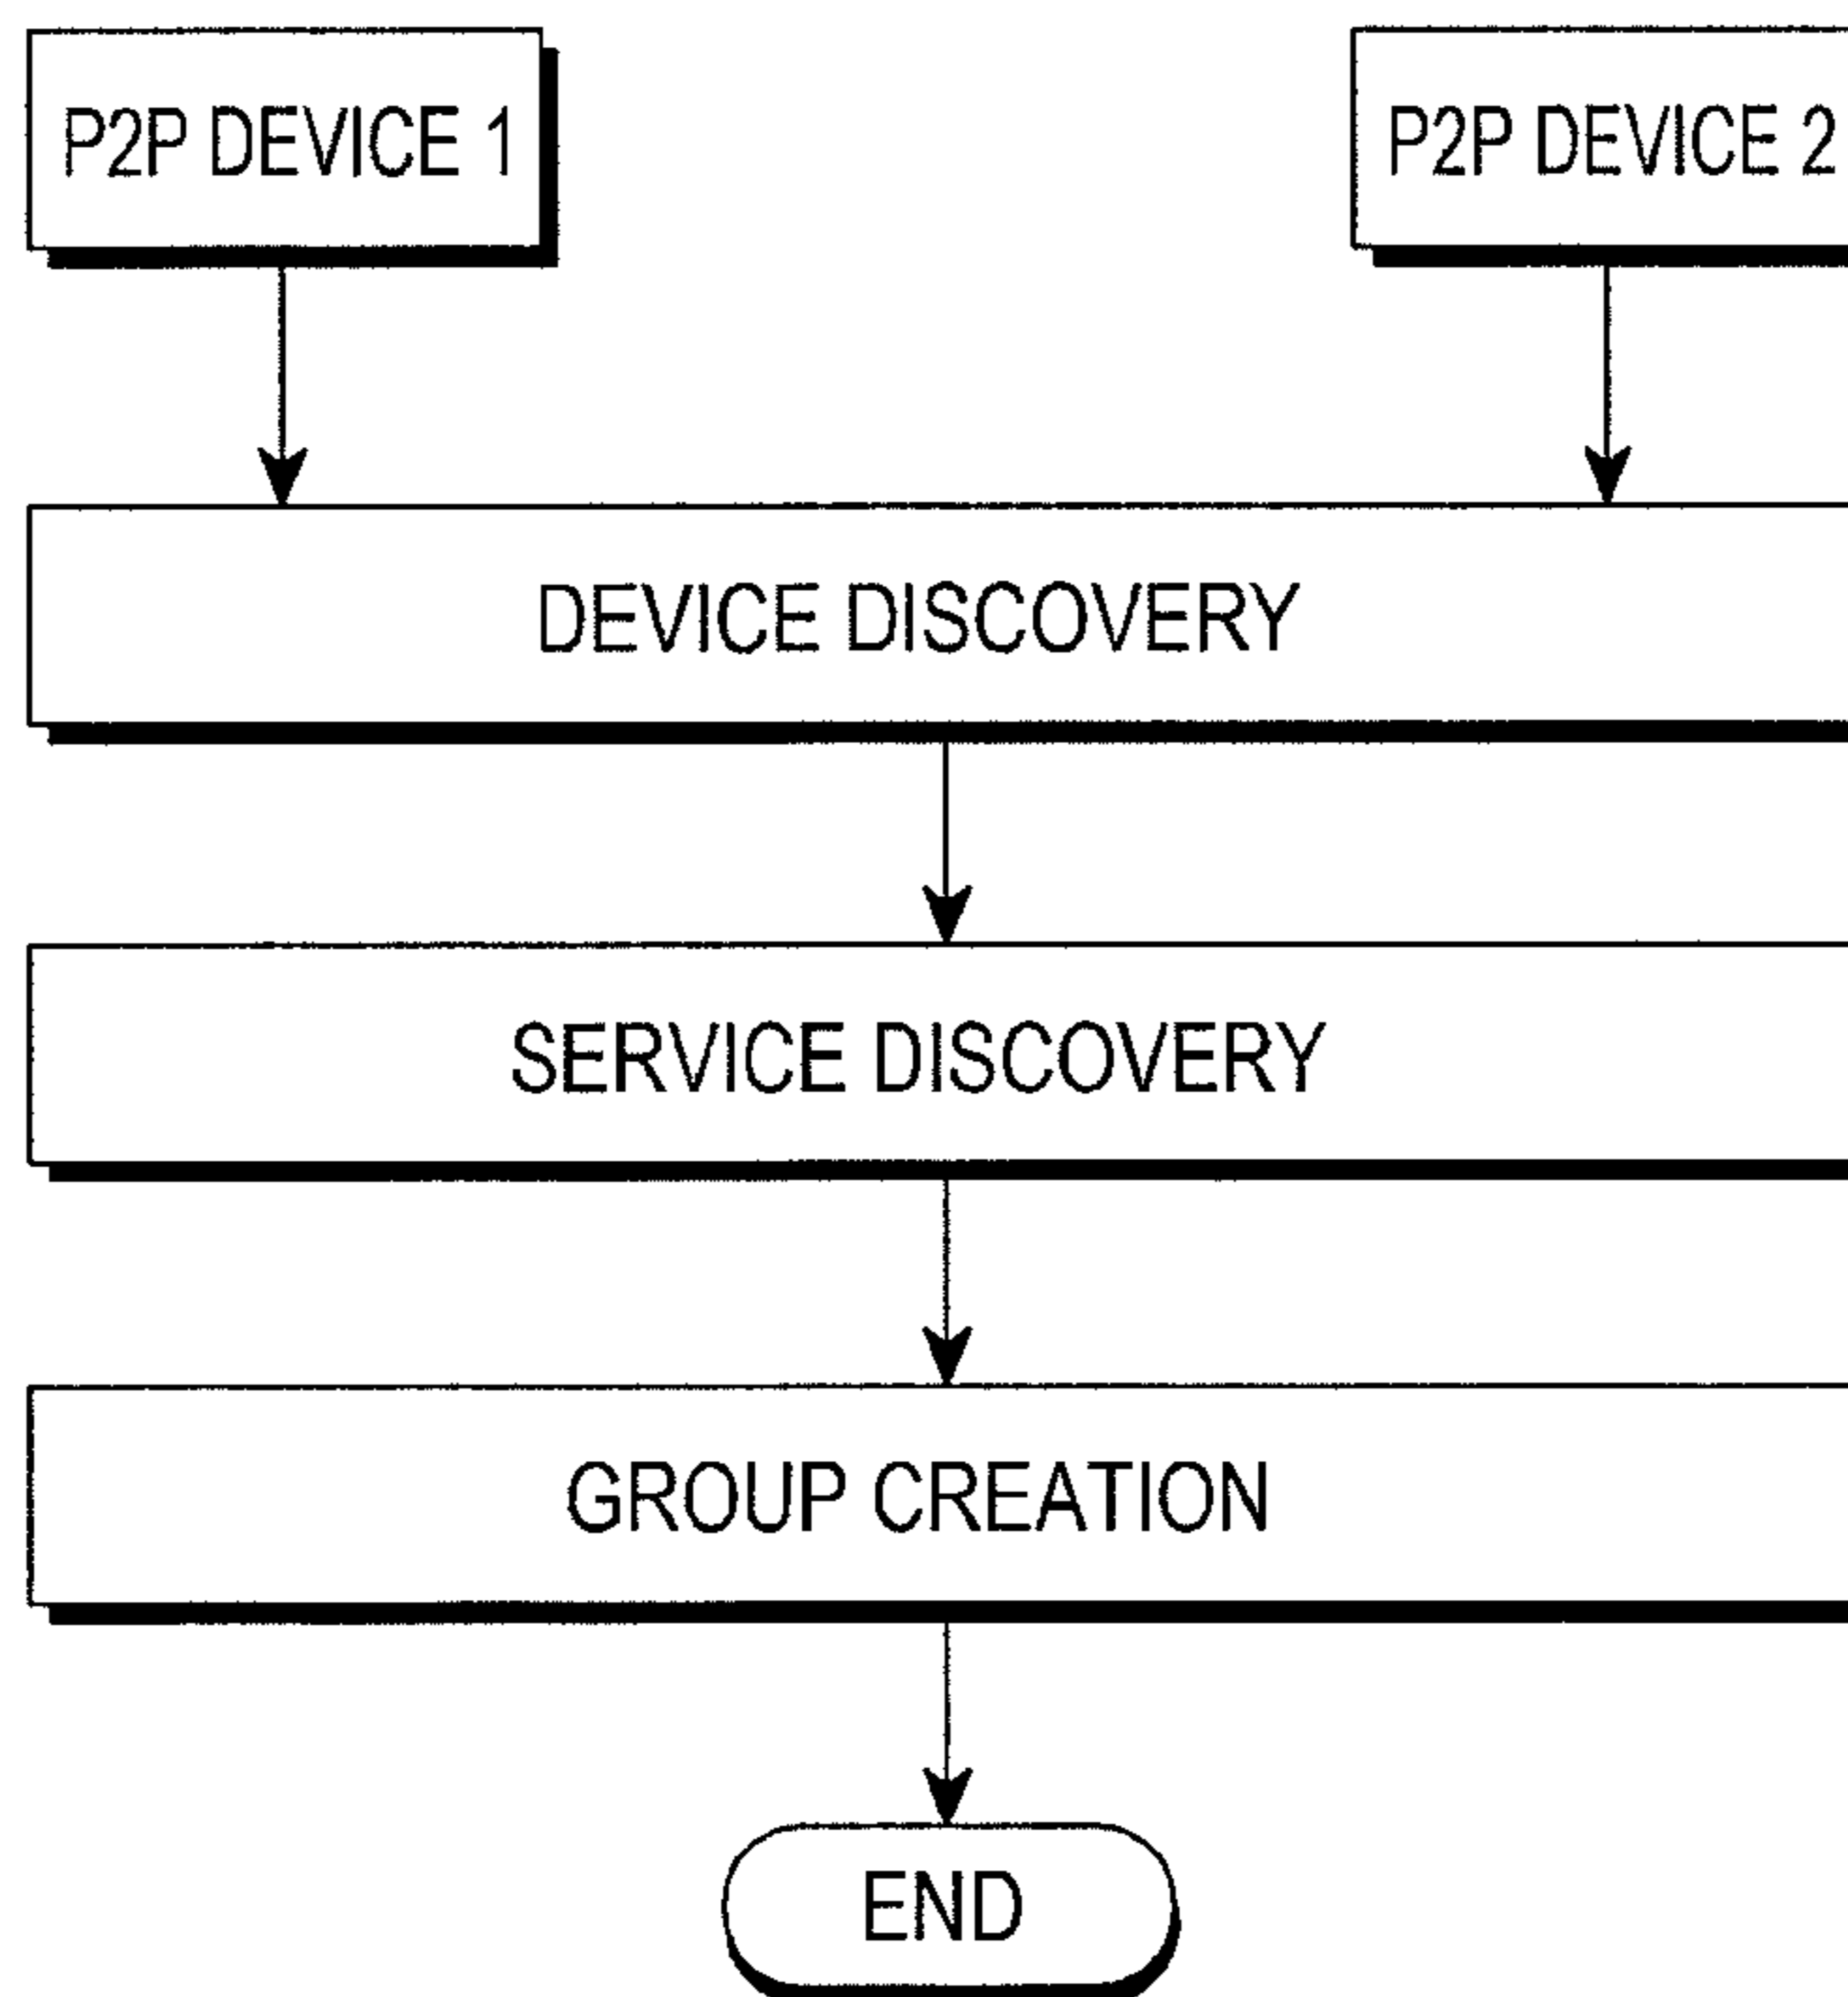 P2P DEVICE 1
P2P DEVICE 2
DEVICE DISCOVERY
SERVICE DISCOVERY
GROUP CREATION
END